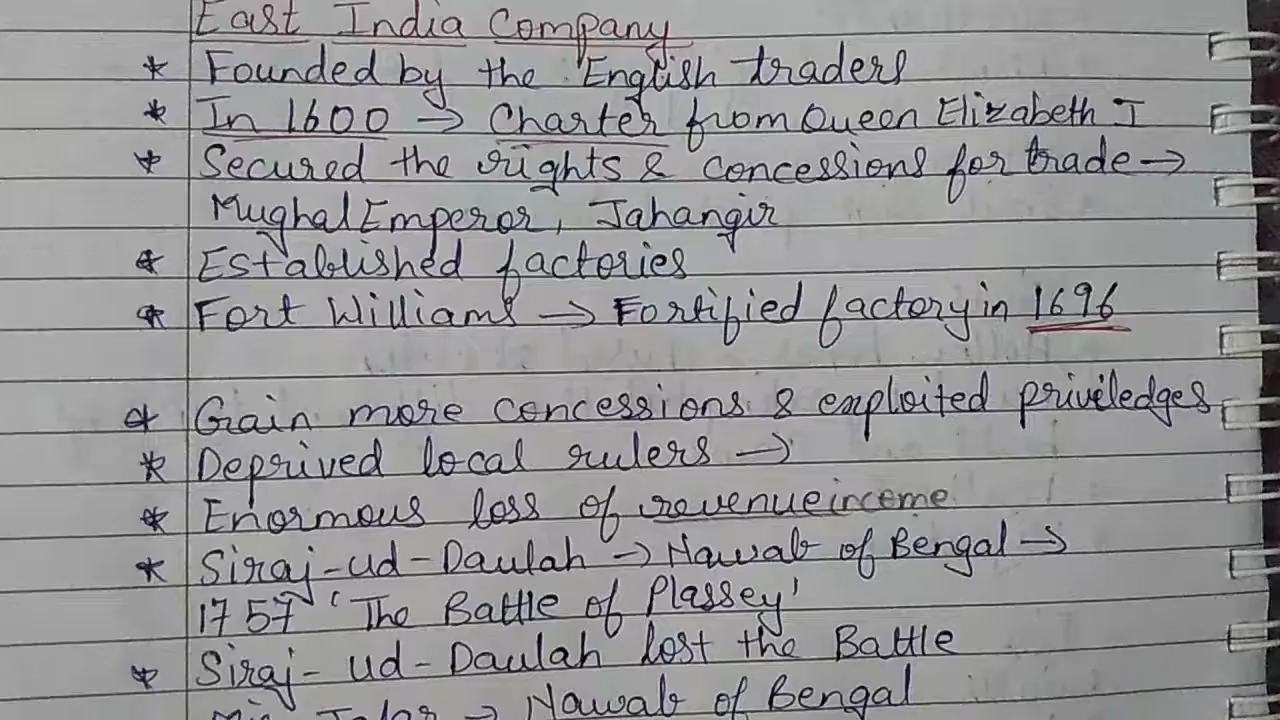 East India Company
* Founded by the English traders
* In 1600 → Charter from Queen Elizabeth I
* Secured the rights & concessions for trade →
Mughal Emperor, Jahangir
* Established factories
* Fort Williams → Fortified factory in 1696
* Grain more concessions & exploited priviledges
* Deprived local rulers →
* Enormous loss of revenue income
* Siraj-ud-Daulah → Nawab of Bengal →
1757 'The Battle of Plassey'
* Siraj-ud-Daulah lost the Battle
→ Nawab of Bengal